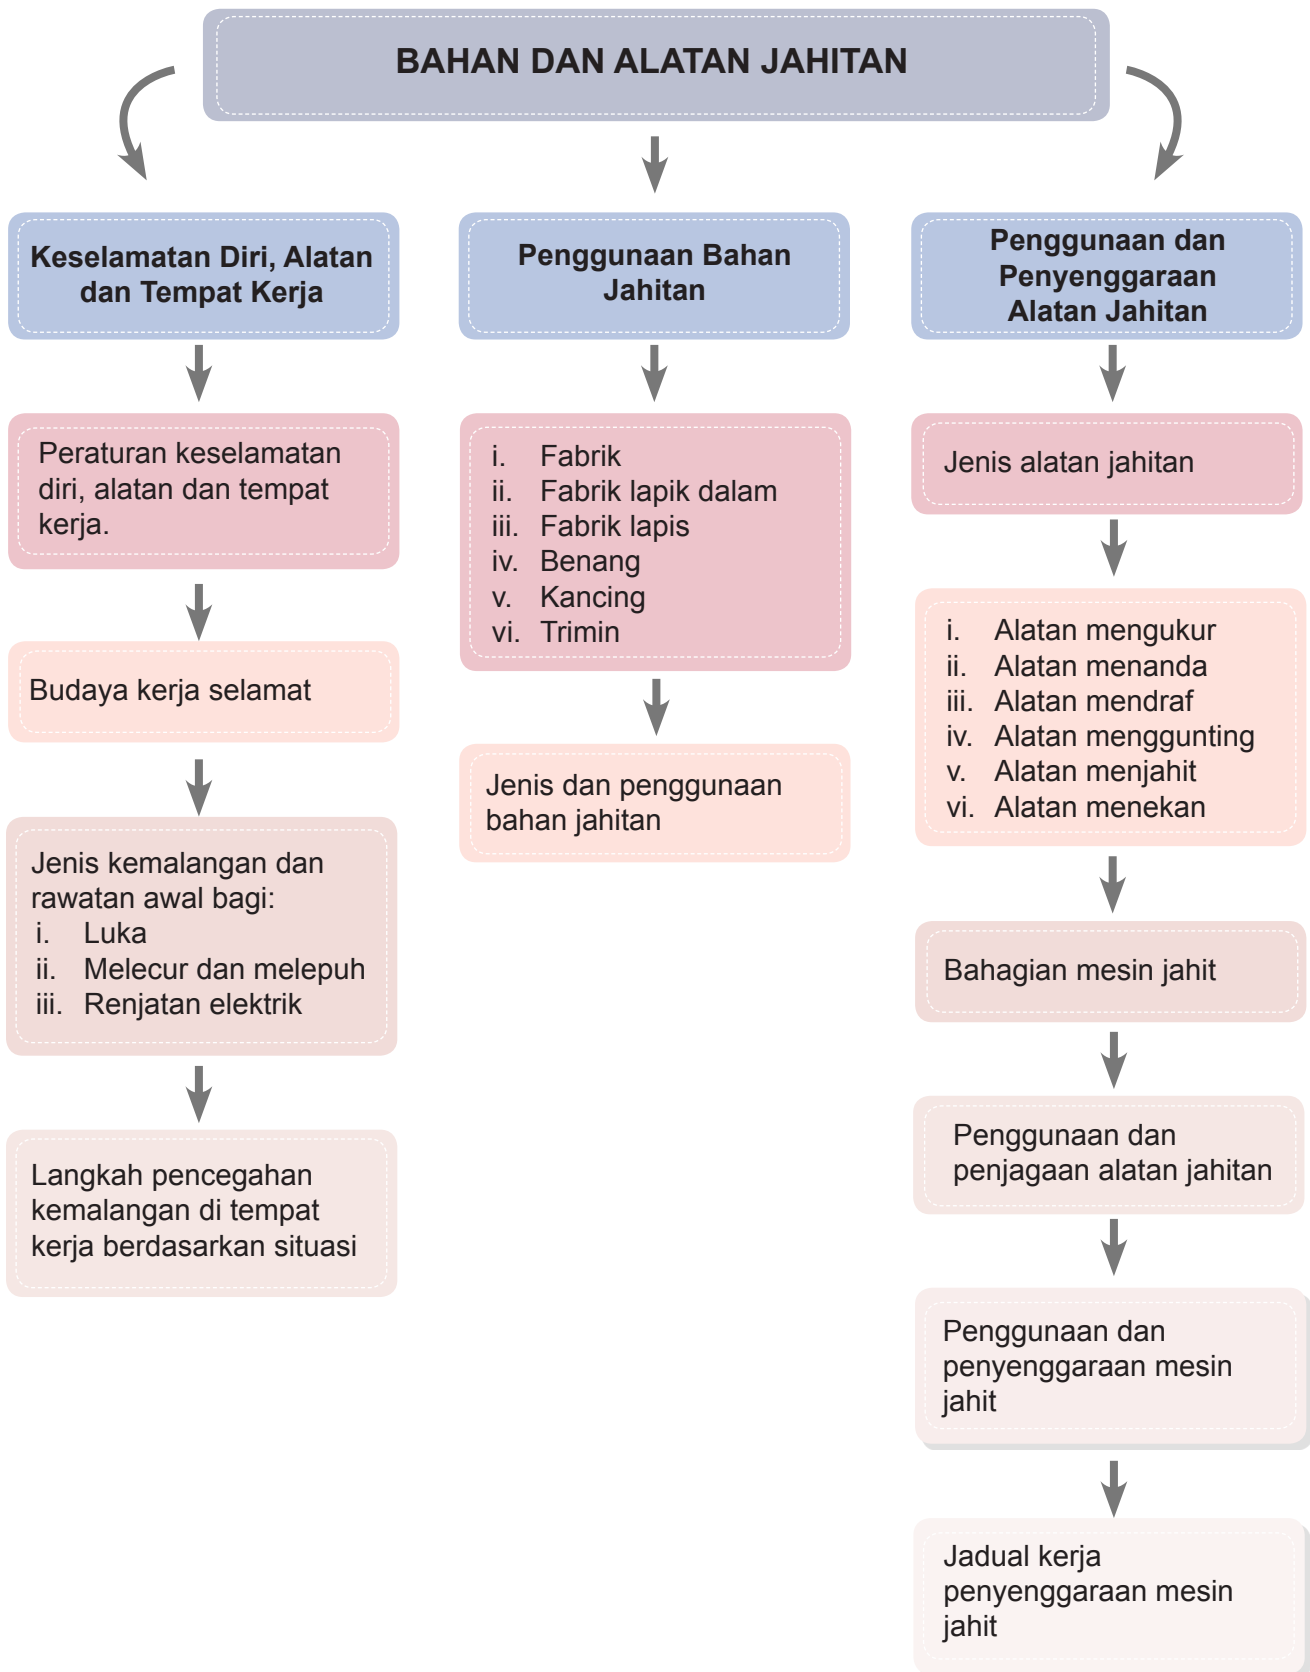 BAHAN DAN ALATAN JAHITAN
Keselamatan Diri, Alatan
dan Tempat Kerja
Peraturan keselamatan
diri, alatan dan tempat
kerja.
Budaya kerja selamat
Jenis kemalangan dan
rawatan awal bagi:
i. Luka
ii. Melecur dan melepuh
iii. Renjatan elektrik
Langkah pencegahan
kemalangan di tempat
kerja berdasarkan situasi
Penggunaan Bahan
Jahitan
i. Fabrik
ii. Fabrik lapik dalam
iii. Fabrik lapis
iv. Benang
v. Kancing
vi. Trimin
Jenis dan penggunaan
bahan jahitan
Penggunaan dan
Penyenggaraan
Alatan Jahitan
Jenis alatan jahitan
i. Alatan mengukur
ii. Alatan menanda
iii. Alatan mendraf
iv. Alatan menggunting
v. Alatan menjahit
vi. Alatan menekan
Bahagian mesin jahit
Penggunaan dan
penjagaan alatan jahitan
Penggunaan dan
penyenggaraan mesin
jahit
Jadual kerja
penyenggaraan mesin
jahit